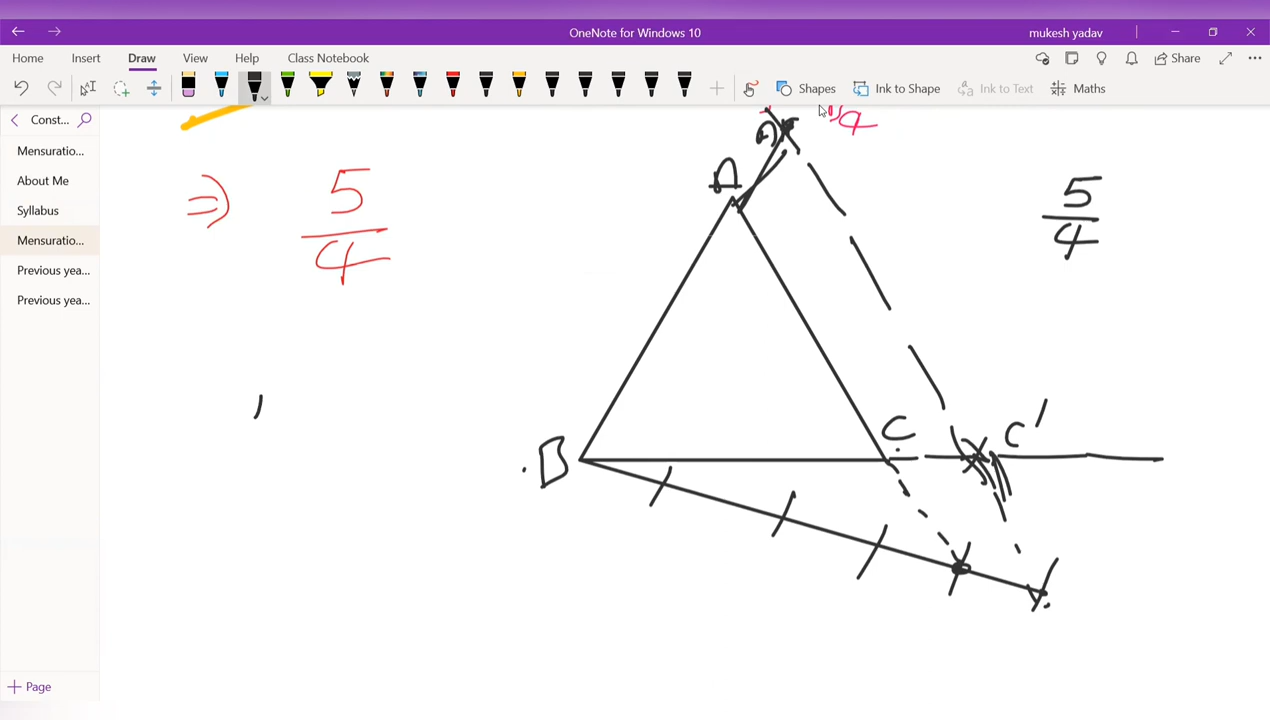 OneNote for Windows 10
mukesh yadav
Home Insert Draw View Help Class Notebook
Share
Shapes
Ink to Shape
Ink to Text
Maths
Const...
Mensuratio...
About Me
Syllabus
Mensuratio...
Previous yea...
Previous yea...
Page
⇒ 5/4
4
A
5/4
B
C
C'